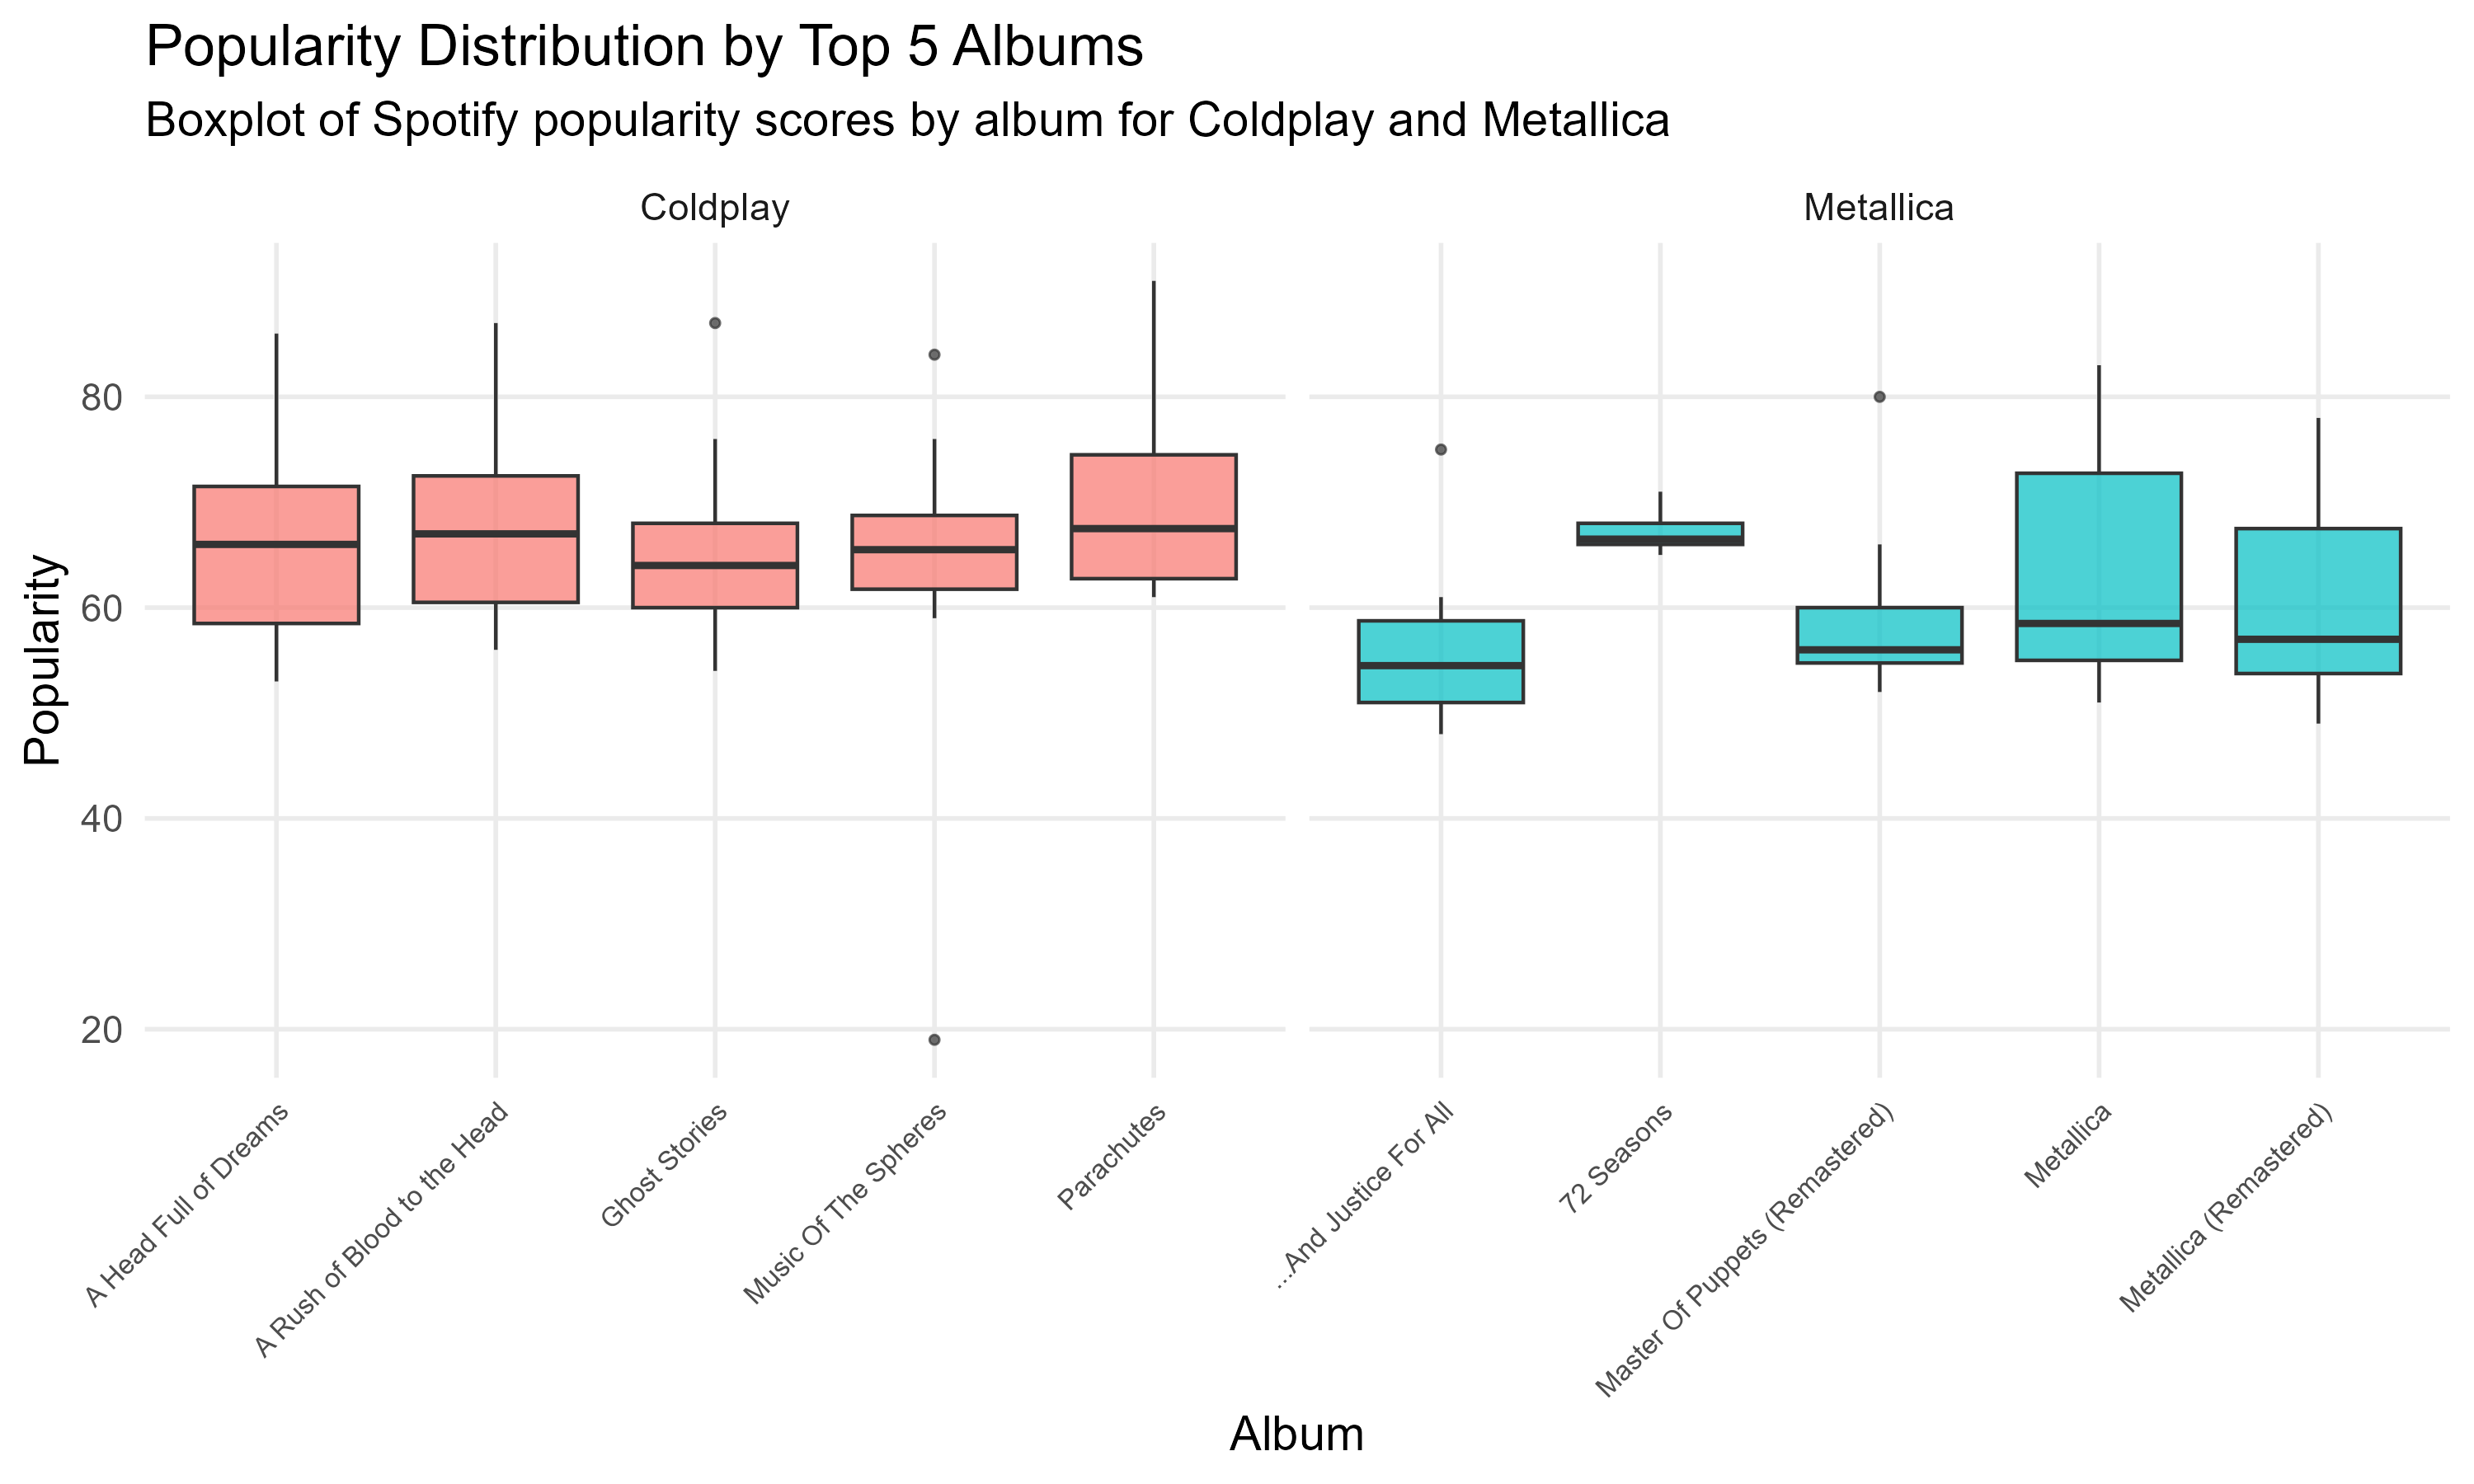 Popularity Distribution by Top 5 Albums
Boxplot of Spotify popularity scores by album for Coldplay and Metallica
Coldplay
Metallica
Popularity
80
60
40
20
A Head Full of Dreams
A Rush of Blood to the Head
Ghost Stories
Music Of The Spheres
Parachutes
...And Justice For All
72 Seasons
Master Of Puppets (Remastered)
Metallica
Metallica (Remastered)
Album